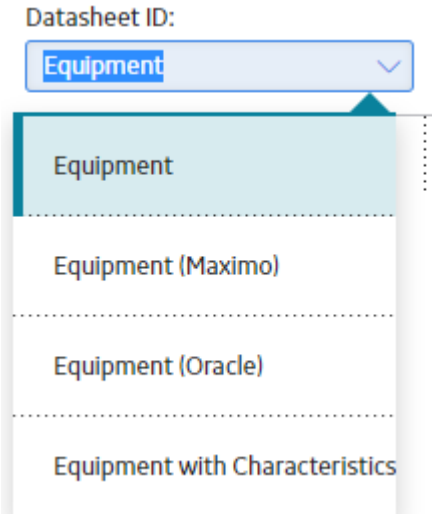 Datasheet ID:
Equipment
Equipment
Equipment (Maximo)
Equipment (Oracle)
Equipment with Characteristics